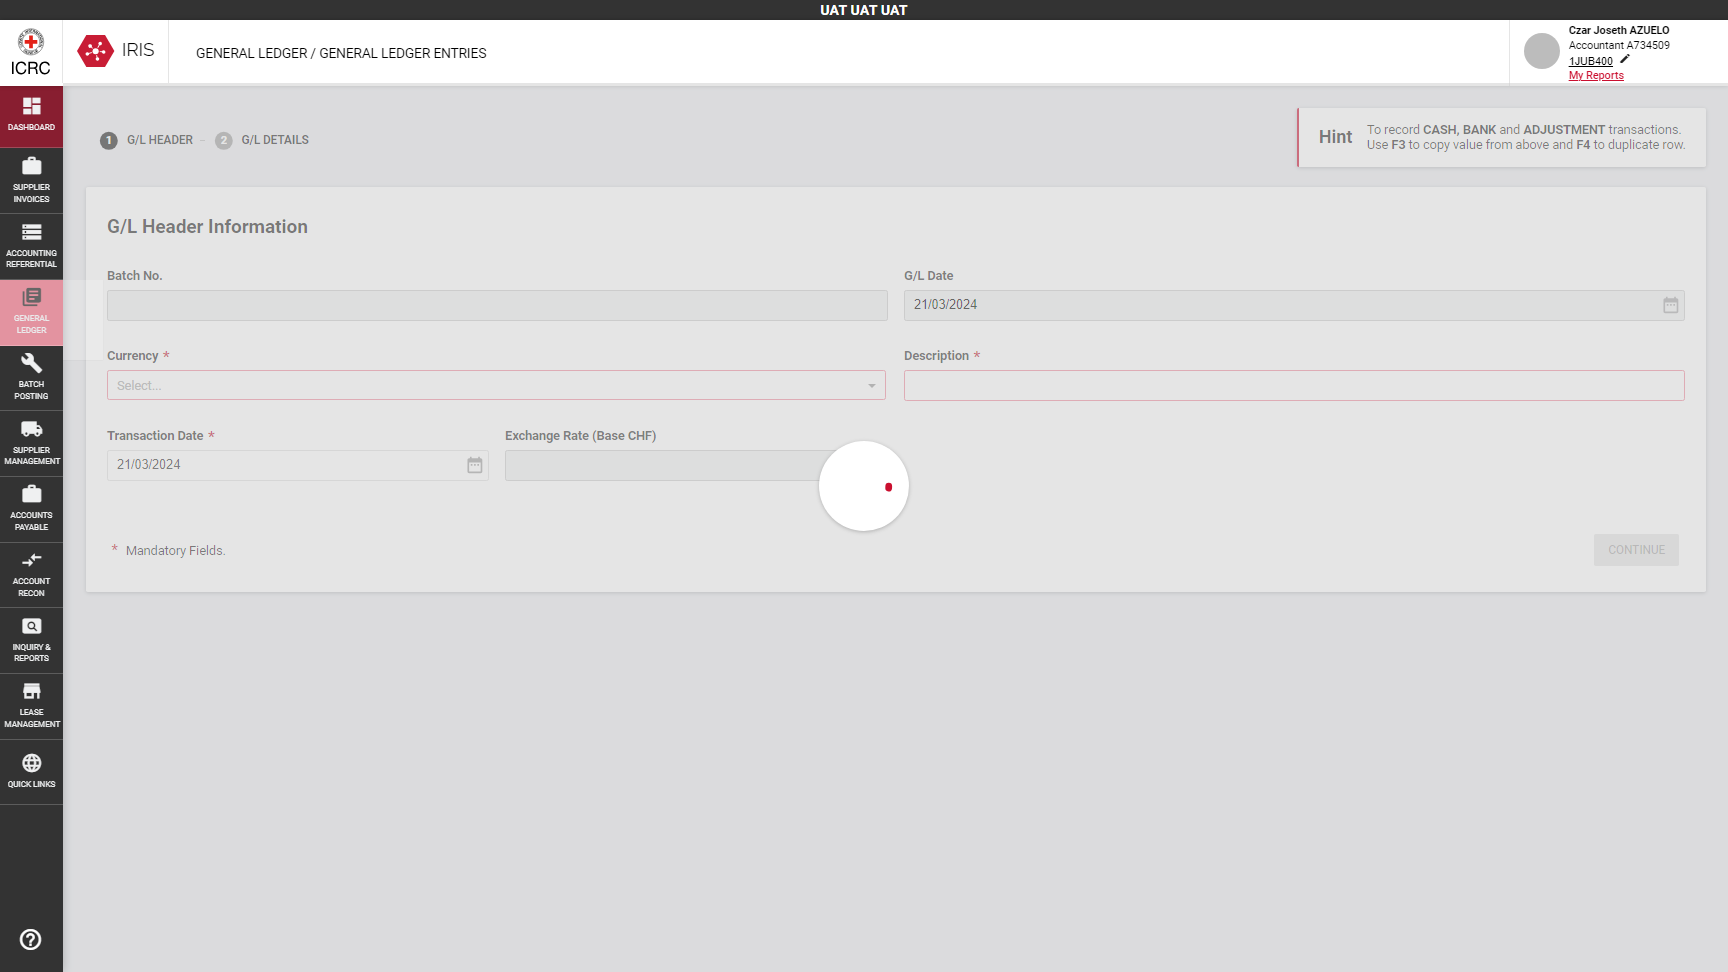 UAT UAT UAT
ICRC
IRIS
GENERAL LEDGER / GENERAL LEDGER ENTRIES
Czar Joseth AZUELO
Accountant A734509
1JUB400
My Reports
DASHBOARD
SUPPLIER
INVOICES
ACCOUNTING
REFERENTIAL
GENERAL
LEDGER
BATCH
POSTING
SUPPLIER
MANAGEMENT
ACCOUNTS
PAYABLE
ACCOUNT
RECON
INQUIRY &
REPORTS
LEASE
MANAGEMENT
QUICK LINKS
1 G/L HEADER - 2 G/L DETAILS
Hint
To record CASH, BANK and ADJUSTMENT transactions.
Use F3 to copy value from above and F4 to duplicate row.
G/L Header Information
Batch No.
G/L Date
21/03/2024
Currency *
Select...
Description *
Transaction Date *
21/03/2024
Exchange Rate (Base CHF)
* Mandatory Fields.
CONTINUE